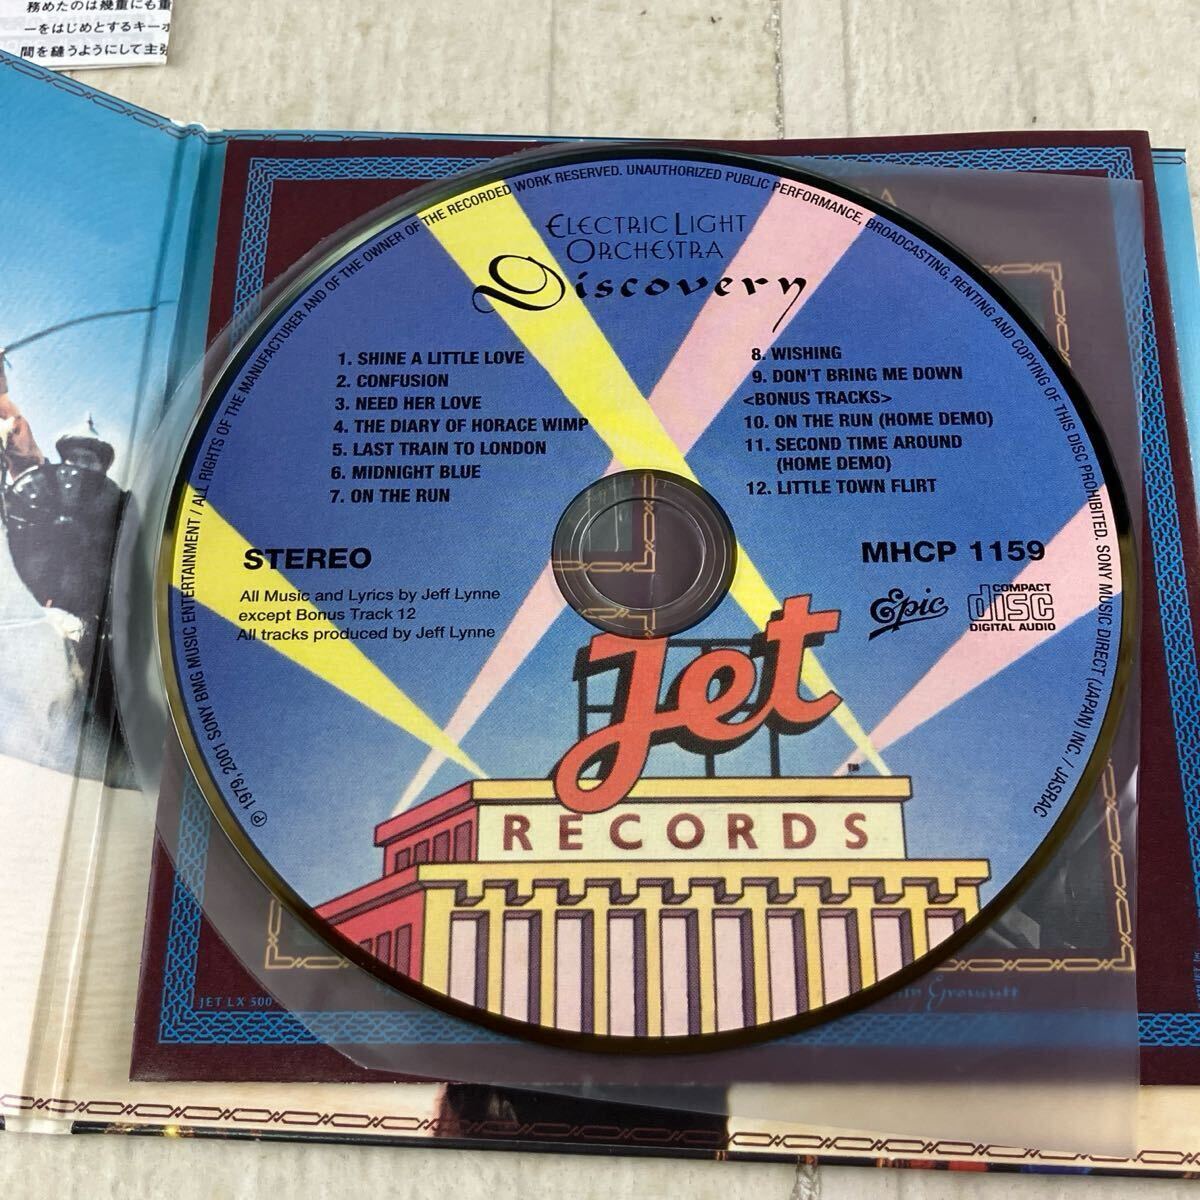 務めたのは幾重にも重
ーをはじめとするキーボ
間を縫うようにして主張
ALL RIGHTS OF THE MANUFACTURER AND OF THE OWNER OF THE RECORDED WORK RESERVED. UNAUTHORIZED PUBLIC PERFORMANCE, BROADCASTING, RENTING AND COPYING OF THIS DISC PROHIBITED. SONY MUSIC DIRECT (JAPAN) INC. / JASRAC
℗ 1979, 2001 SONY BMG MUSIC ENTERTAINMENT /
ELECTRIC LIGHT
ORCHESTRA
Discovery
1. SHINE A LITTLE LOVE
2. CONFUSION
3. NEED HER LOVE
4. THE DIARY OF HORACE WIMP
5. LAST TRAIN TO LONDON
6. MIDNIGHT BLUE
7. ON THE RUN
8. WISHING
9. DON'T BRING ME DOWN
<BONUS TRACKS>
10. ON THE RUN (HOME DEMO)
11. SECOND TIME AROUND
(HOME DEMO)
12. LITTLE TOWN FLIRT
STEREO
MHCP 1159
All Music and Lyrics by Jeff Lynne
except Bonus Track 12
All tracks produced by Jeff Lynne
Epic
COMPACT
disc
DIGITAL AUDIO
Jet
TM
RECORDS
JET LX 500
Groucutt